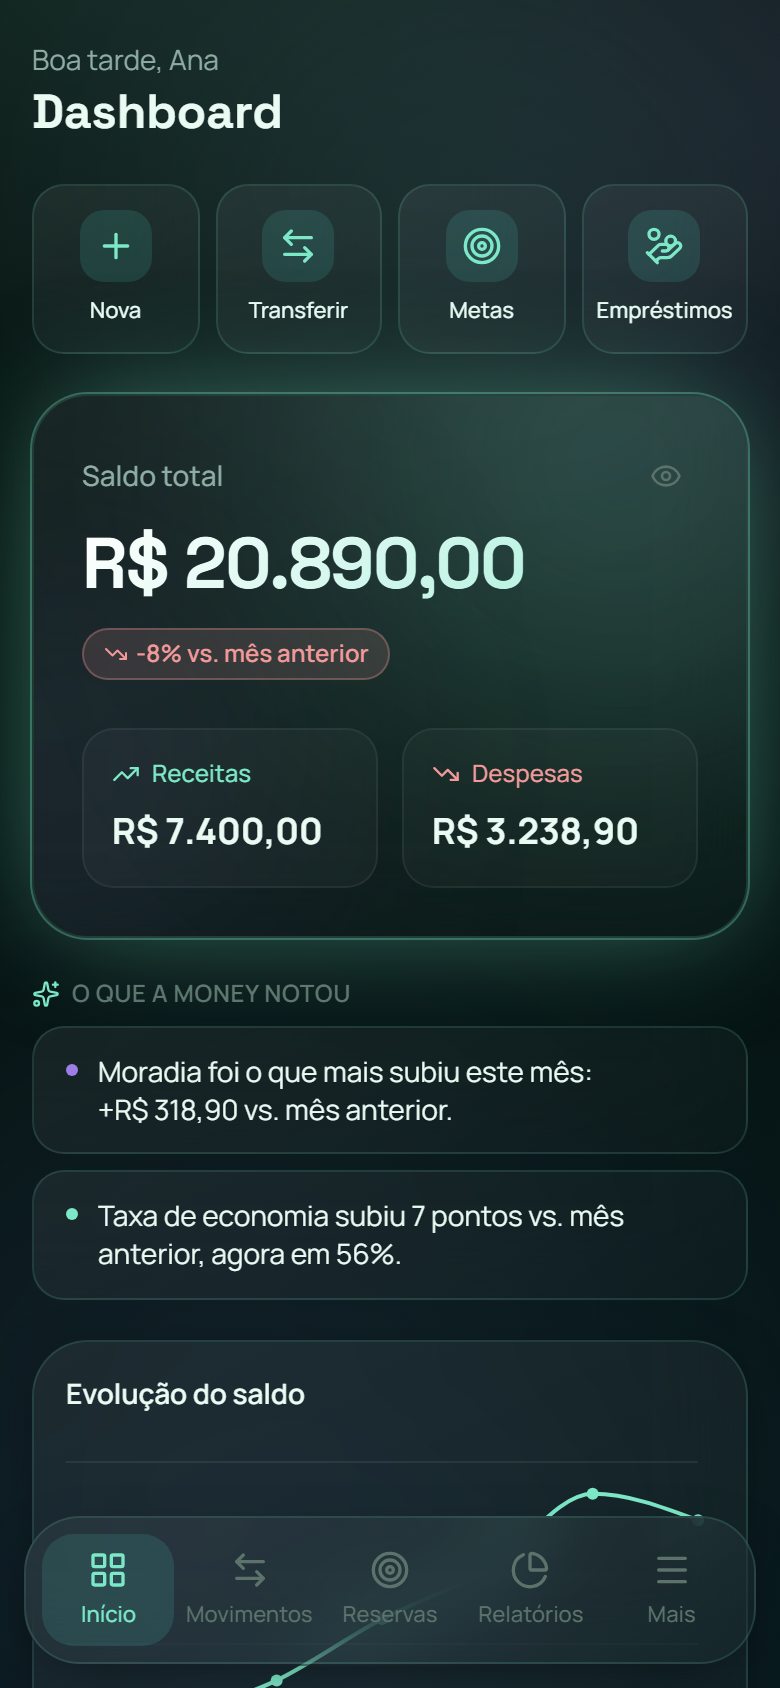 Boa tarde, Ana
Dashboard
Nova
Transferir
Metas
Empréstimos
Saldo total
R$ 20.890,00
-8% vs. mês anterior
Receitas
R$ 7.400,00
Despesas
R$ 3.238,90
O QUE A MONEY NOTOU
Moradia foi o que mais subiu este mês:
+R$ 318,90 vs. mês anterior.
Taxa de economia subiu 7 pontos vs. mês
anterior, agora em 56%.
Evolução do saldo
Início
Movimentos
Reservas
Relatórios
Mais